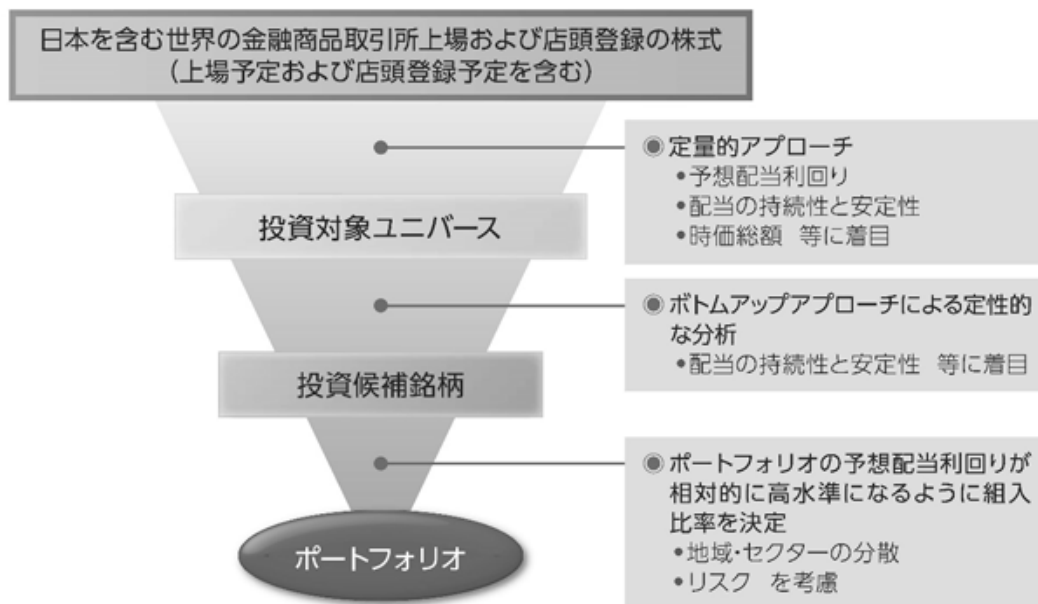 日本を含む世界の金融商品取引所上場および店頭登録の株式
（上場予定および店頭登録予定を含む）
◉ 定量的アプローチ
•予想配当利回り
•配当の持続性と安定性
•時価総額 等に着目
投資対象ユニバース
◉ ボトムアップアプローチによる定性的
な分析
•配当の持続性と安定性 等に着目
投資候補銘柄
◉ ポートフォリオの予想配当利回りが
相対的に高水準になるように組入
比率を決定
•地域・セクターの分散
•リスク を考慮
ポートフォリオ